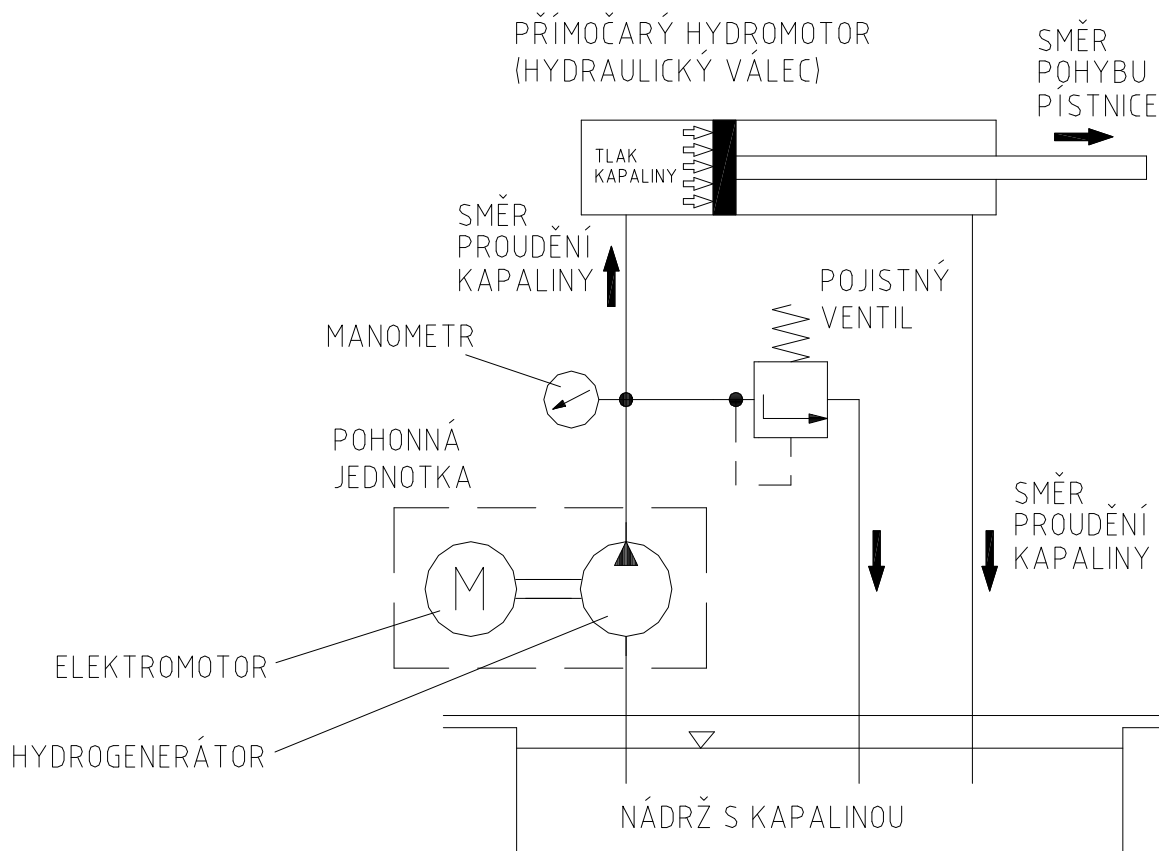 PŘÍMOČARÝ HYDROMOTOR
(HYDRAULICKÝ VÁLEC)
SMĚR
POHYBU
PÍSTNICE
TLAK
KAPALINY
SMĚR
PROUDĚNÍ
KAPALINY
POJISTNÝ
VENTIL
MANOMETR
POHONNÁ
JEDNOTKA
SMĚR
PROUDĚNÍ
KAPALINY
M
ELEKTROMOTOR
HYDROGENERÁTOR
NÁDRŽ S KAPALINOU